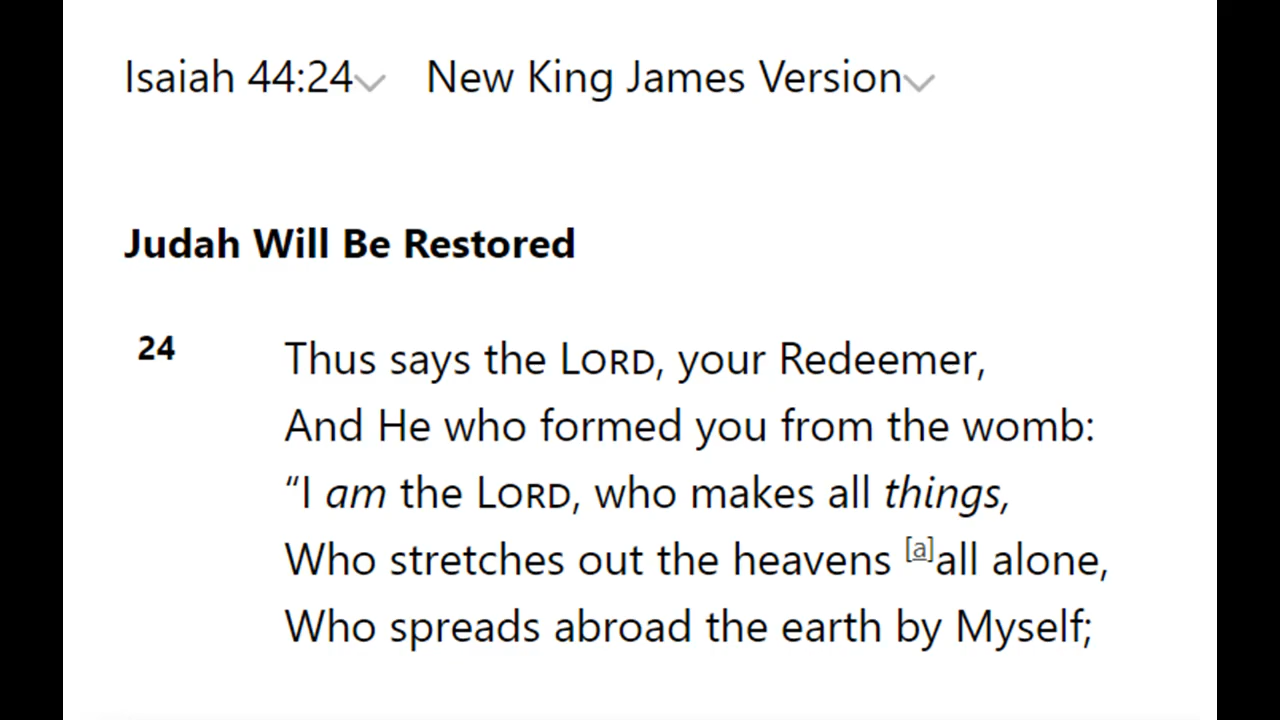 Isaiah 44:24 New King James Version
Judah Will Be Restored
24 Thus says the LORD, your Redeemer,
And He who formed you from the womb:
“I am the LORD, who makes all things,
Who stretches out the heavens [a]all alone,
Who spreads abroad the earth by Myself;